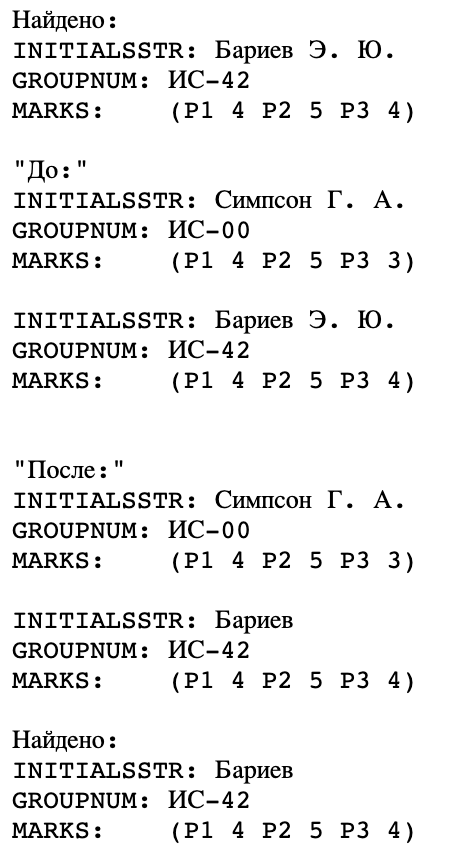 Найдено:
INITIALSSTR: Бариев Э. Ю.
GROUPNUM: ИС-42
MARKS: (P1 4 P2 5 P3 4)
"До:"
INITIALSSTR: Симпсон Г. А.
GROUPNUM: ИС-00
MARKS: (P1 4 P2 5 P3 3)
INITIALSSTR: Бариев Э. Ю.
GROUPNUM: ИС-42
MARKS: (P1 4 P2 5 P3 4)
"После:"
INITIALSSTR: Симпсон Г. А.
GROUPNUM: ИС-00
MARKS: (P1 4 P2 5 P3 3)
INITIALSSTR: Бариев
GROUPNUM: ИС-42
MARKS: (P1 4 P2 5 P3 4)
Найдено:
INITIALSSTR: Бариев
GROUPNUM: ИС-42
MARKS: (P1 4 P2 5 P3 4)